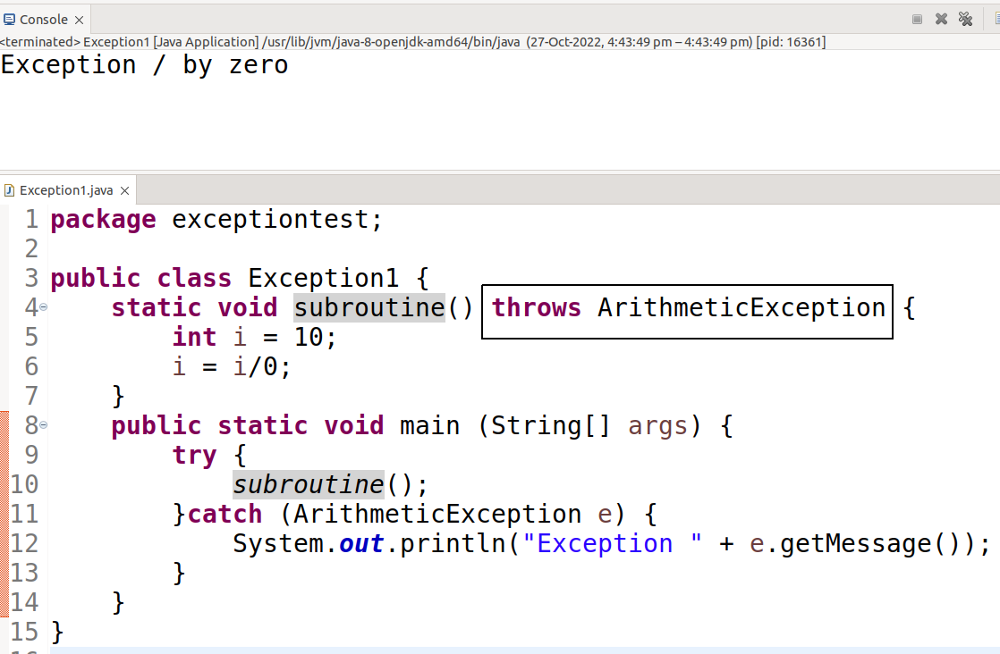 Console
<terminated> Exception1 [Java Application] /usr/lib/jvm/java-8-openjdk-amd64/bin/java (27-Oct-2022, 4:43:49 pm – 4:43:49 pm) [pid: 16361]
Exception / by zero
Exception1.java
1 package exceptiontest;
2
3 public class Exception1 {
4 static void subroutine() throws ArithmeticException {
5 int i = 10;
6 i = i/0;
7 }
8 public static void main (String[] args) {
9 try {
10 subroutine();
11 }catch (ArithmeticException e) {
12 System.out.println("Exception " + e.getMessage());
13 }
14 }
15 }